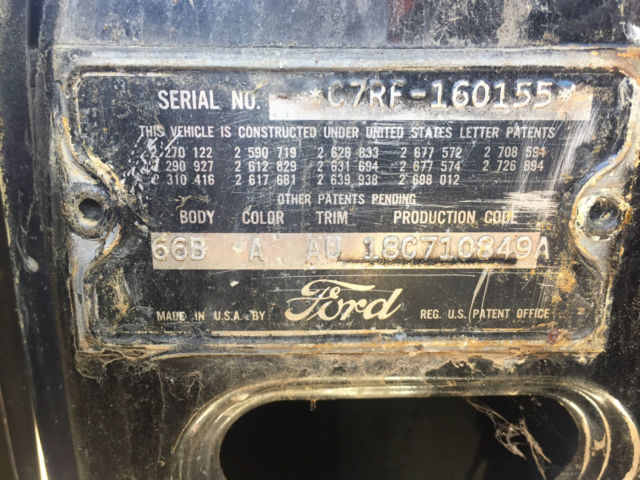 SERIAL NO. *C7RF-160155*
THIS VEHICLE IS CONSTRUCTED UNDER UNITED STATES LETTER PATENTS
2 270 122 2 590 719 2 628 833 2 677 572 2 708 594
2 290 927 2 612 829 2 631 694 2 677 574 2 726 894
2 310 416 2 617 681 2 639 938 2 698 012
OTHER PATENTS PENDING
BODY COLOR TRIM PRODUCTION CODE
66B A AU 18C710849A
MADE IN U.S.A. BY Ford REG. U.S. PATENT OFFICE